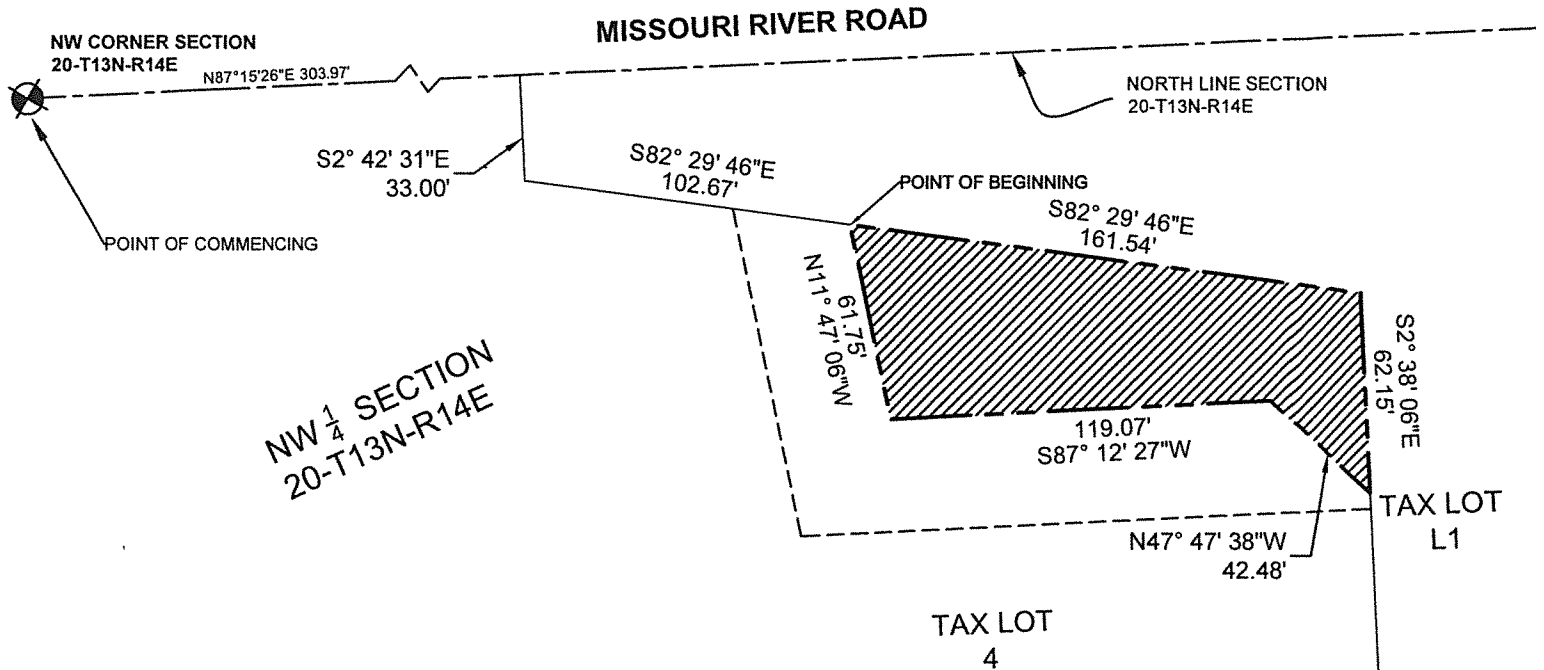 MISSOURI RIVER ROAD
NW CORNER SECTION
20-T13N-R14E
N87°15'26"E 303.97'
NORTH LINE SECTION
20-T13N-R14E
S2° 42' 31"E
33.00'
S82° 29' 46"E
102.67'
POINT OF BEGINNING
S82° 29' 46"E
161.54'
POINT OF COMMENCING
61.75'
N11° 47' 06"W
S2° 38' 06"E
62.15'
NW 1/4 SECTION
20-T13N-R14E
119.07'
S87° 12' 27"W
TAX LOT
L1
N47° 47' 38"W
42.48'
TAX LOT
4